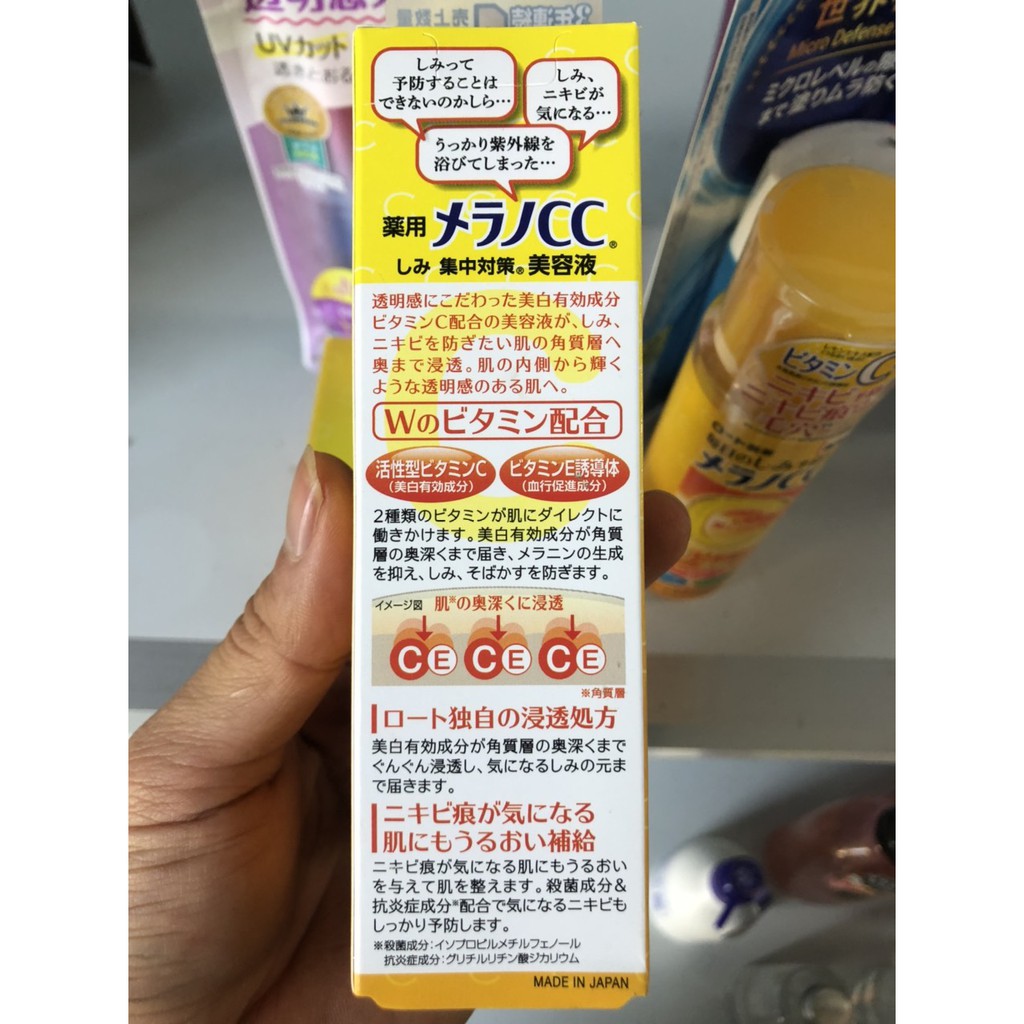 UVカット
Micro Defense
ミクロレベルの
まで塗りムラ防ぐ
しみって
予防することは
できないのかしら…
しみ、
ニキビが
気になる…
うっかり紫外線を
浴びてしまった…
薬用 メラノCC®
しみ 集中対策® 美容液
透明感にこだわった美白有効成分
ビタミンC配合の美容液が、しみ、
ニキビを防ぎたい肌の角質層へ
奥まで浸透。肌の内側から輝く
ような透明感のある肌へ。
Wのビタミン配合
活性型ビタミンC
(美白有効成分)
ビタミンE誘導体
(血行促進成分)
2種類のビタミンが肌にダイレクトに
働きかけます。美白有効成分が角質
層の奥深くまで届き、メラニンの生成
を抑え、しみ、そばかすを防ぎます。
イメージ図 肌※の奥深くに浸透
C E C E C E
※角質層
ロート独自の浸透処方
美白有効成分が角質層の奥深くまで
ぐんぐん浸透し、気になるしみの元ま
で届きます。
ニキビ痕が気になる
肌にもうるおい補給
ニキビ痕が気になる肌にもうるおい
を与えて肌を整えます。殺菌成分&
抗炎症成分※配合で気になるニキビも
しっかり予防します。
※殺菌成分：イソプロピルメチルフェノール
抗炎症成分：グリチルリチン酸ジカリウム
MADE IN JAPAN
ビタミンC
メラノCC